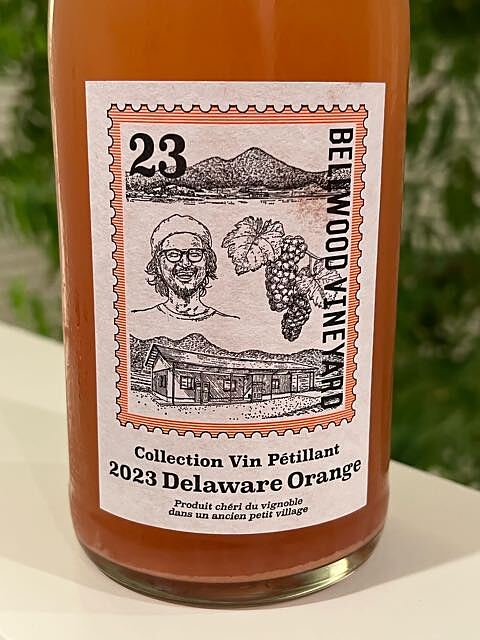 23
BELLWOOD VINEYARD
Collection Vin Pétillant
2023 Delaware Orange
Produit chéri du vignoble
dans un ancien petit village